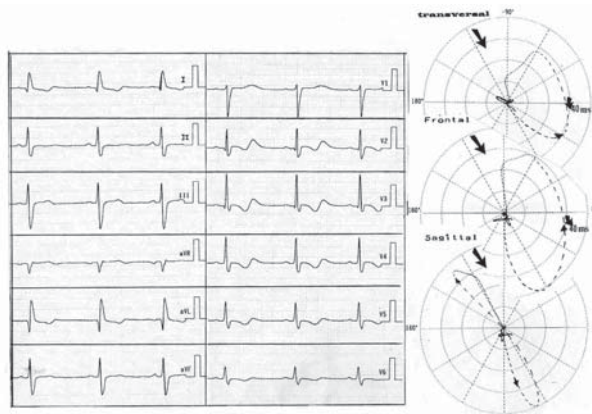 transversal
-90°
I
V1
180°
40 ms
Frontal
II
V2
III
V3
180°
40 ms
Sagittal
aVR
V4
aVL
V5
180°
aVF
V6